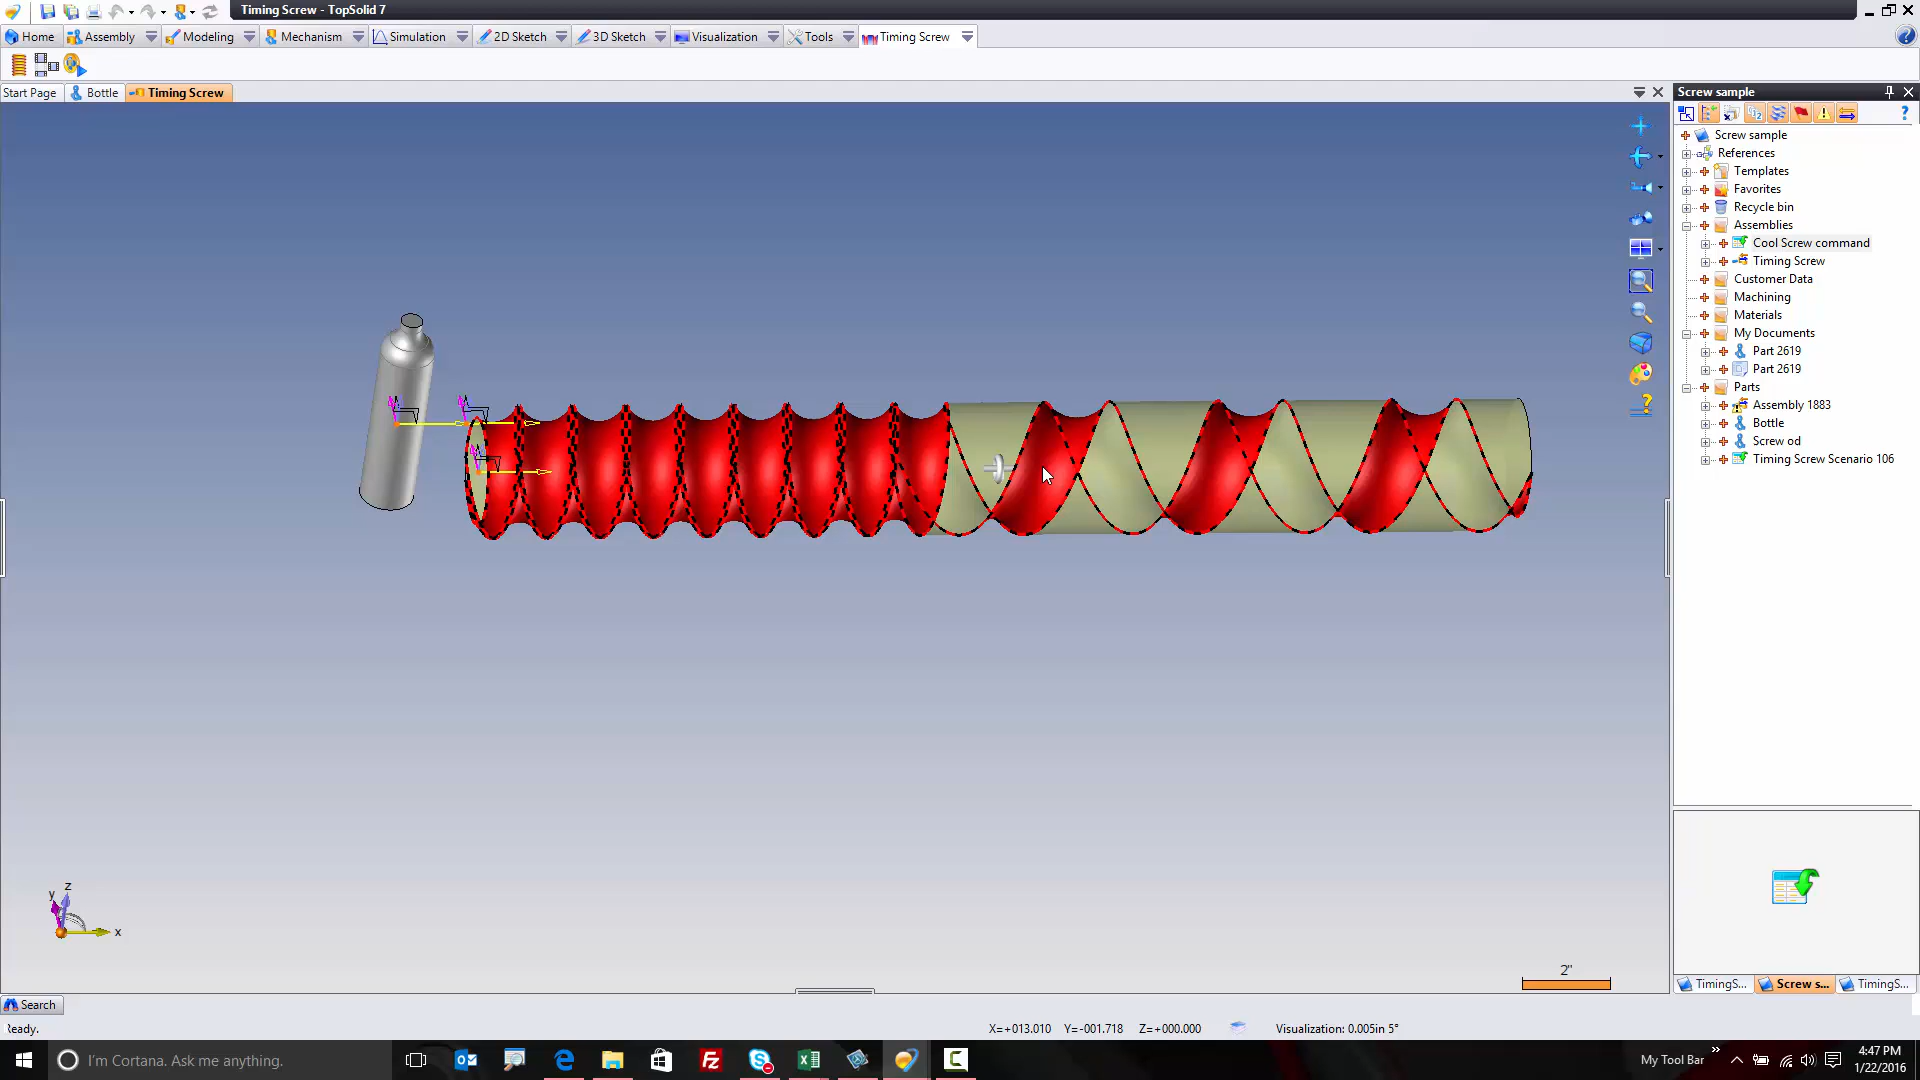 Timing Screw - TopSolid 7
Home Assembly Modeling Mechanism Simulation 2D Sketch 3D Sketch Visualization Tools Timing Screw
Start Page Bottle Timing Screw
Screw sample
Screw sample
References
Templates
Favorites
Recycle bin
Assemblies
Cool Screw command
Timing Screw
Customer Data
Machining
Materials
My Documents
Part 2619
Part 2619
Parts
Assembly 1883
Bottle
Screw od
Timing Screw Scenario 106
z
y
x
2"
TimingS... Screw s... TimingS...
Search
Ready.
X=+013.010 Y=-001.718 Z=+000.000 Visualization: 0.005in 5°
I'm Cortana. Ask me anything.
My Tool Bar
4:47 PM
1/22/2016